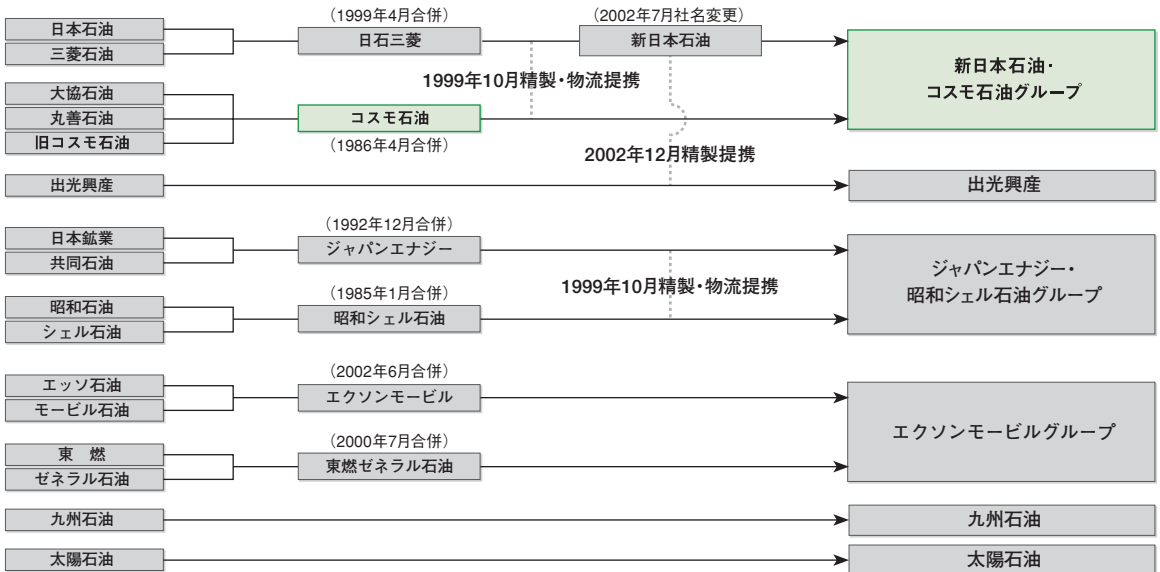 (1999年4月合併)
(2002年7月社名変更)
日本石油
三菱石油
日石三菱
新日本石油
新日本石油・
コスモ石油グループ
1999年10月精製・物流提携
大協石油
丸善石油
旧コスモ石油
コスモ石油
(1986年4月合併)
2002年12月精製提携
出光興産
出光興産
(1992年12月合併)
日本鉱業
共同石油
ジャパンエナジー
ジャパンエナジー・
昭和シェル石油グループ
1999年10月精製・物流提携
(1985年1月合併)
昭和石油
シェル石油
昭和シェル石油
(2002年6月合併)
エッソ石油
モービル石油
エクソンモービル
エクソンモービルグループ
(2000年7月合併)
東 燃
ゼネラル石油
東燃ゼネラル石油
九州石油
九州石油
太陽石油
太陽石油